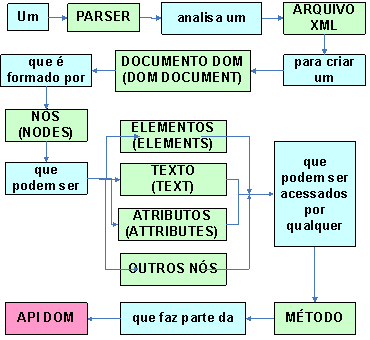 Um
PARSER
analisa um
ARQUIVO
XML
para criar
um
DOCUMENTO DOM
(DOM DOCUMENT)
que é
formado por
NÓS
(NODES)
que
podem ser
ELEMENTOS
(ELEMENTS)
TEXTO
(TEXT)
ATRIBUTOS
(ATTRIBUTES)
OUTROS NÓS
que
podem ser
acessados
por
qualquer
MÉTODO
que faz parte da
API DOM